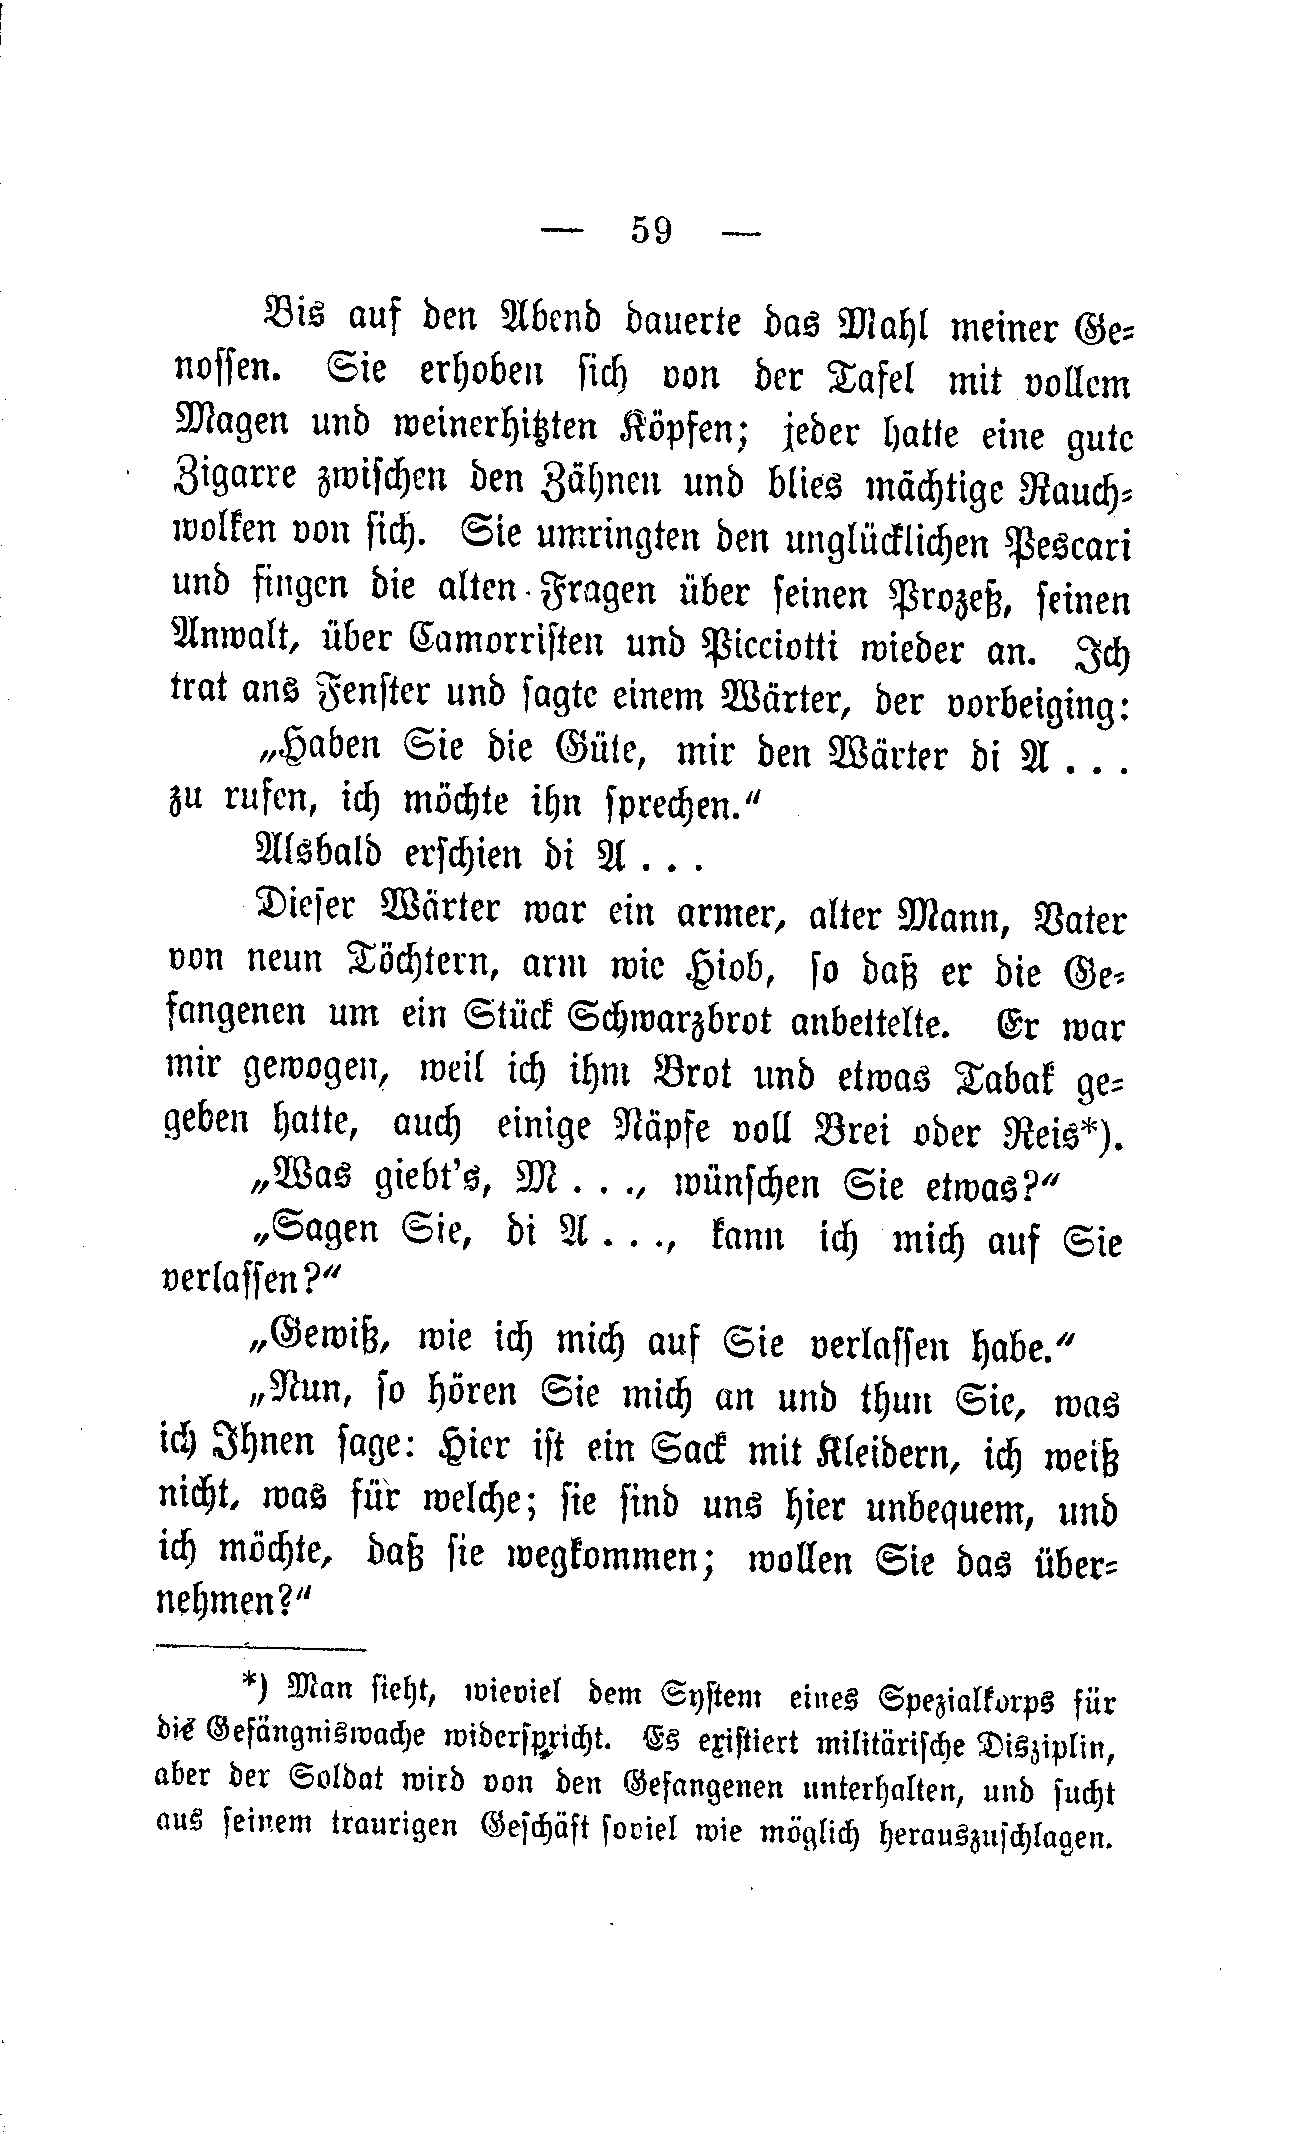 — 59 —
Bis auf den Abend dauerte das Mahl meiner Ge-
nossen. Sie erhoben sich von der Tafel mit vollem
Magen und weinerhitzten Köpfen; jeder hatte eine gute
Zigarre zwischen den Zähnen und blies mächtige Rauch-
wolken von sich. Sie umringten den unglücklichen Pescari
und fingen die alten Fragen über seinen Prozeß, seinen
Anwalt, über Camorristen und Picciotti wieder an. Ich
trat ans Fenster und sagte einem Wärter, der vorbeiging:
„Haben Sie die Güte, mir den Wärter di A . . .
zu rufen, ich möchte ihn sprechen.“
Alsbald erschien di A . . .
Dieser Wärter war ein armer, alter Mann, Vater
von neun Töchtern, arm wie Hiob, so daß er die Ge-
fangenen um ein Stück Schwarzbrot anbettelte. Er war
mir gewogen, weil ich ihm Brot und etwas Tabak ge-
geben hatte, auch einige Näpfe voll Brei oder Reis*).
„Was giebt's, M . . ., wünschen Sie etwas?“
„Sagen Sie, di A . . ., kann ich mich auf Sie
verlassen?“
„Gewiß, wie ich mich auf Sie verlassen habe.“
„Nun, so hören Sie mich an und thun Sie, was
ich Ihnen sage: Hier ist ein Sack mit Kleidern, ich weiß
nicht, was für welche; sie sind uns hier unbequem, und
ich möchte, daß sie wegkommen; wollen Sie das über-
nehmen?“
*) Man sieht, wieviel dem System eines Spezialkorps für
die Gefängniswache widerspricht. Es existiert militärische Disziplin,
aber der Soldat wird von den Gefangenen unterhalten, und sucht
aus seinem traurigen Geschäft soviel wie möglich herauszuschlagen.